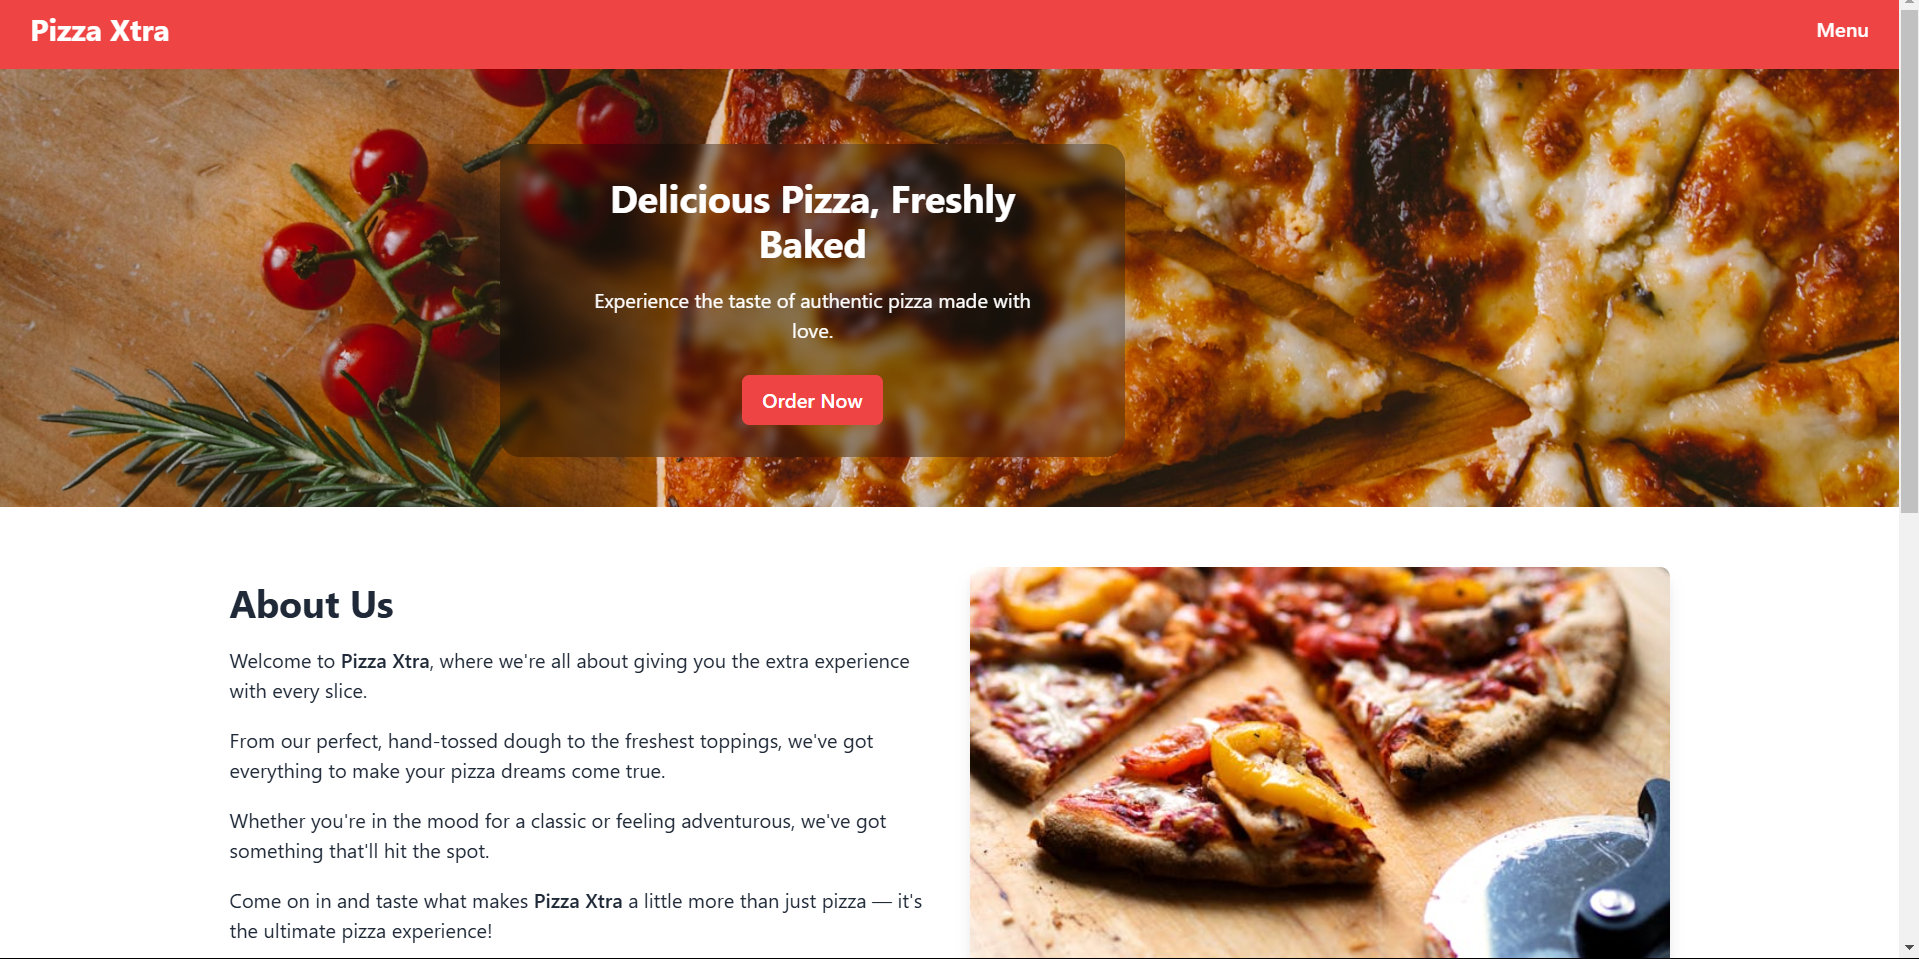 Pizza Xtra
Menu
Delicious Pizza, Freshly
Baked
Experience the taste of authentic pizza made with
love.
Order Now
About Us
Welcome to Pizza Xtra, where we're all about giving you the extra experience
with every slice.
From our perfect, hand-tossed dough to the freshest toppings, we've got
everything to make your pizza dreams come true.
Whether you're in the mood for a classic or feeling adventurous, we've got
something that'll hit the spot.
Come on in and taste what makes Pizza Xtra a little more than just pizza — it's
the ultimate pizza experience!